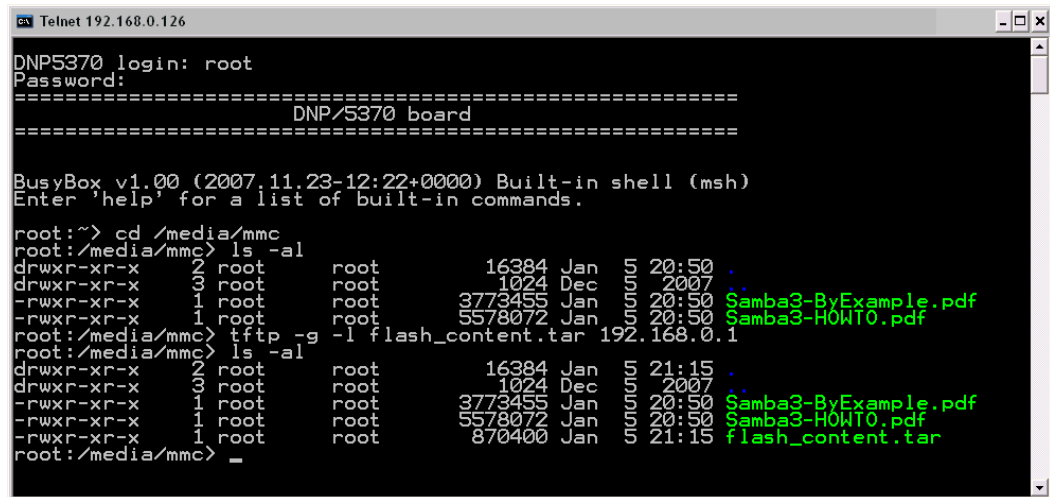 Telnet 192.168.0.126
DNP5370 login: root
Password:
=========================================================
DNP/5370 board
=========================================================
BusyBox v1.00 (2007.11.23-12:22+0000) Built-in shell (msh)
Enter 'help' for a list of built-in commands.
root:~> cd /media/mmc
root:/media/mmc> ls -al
drwxr-xr-x 2 root root 16384 Jan 5 20:50 .
drwxr-xr-x 3 root root 1024 Dec 5 2007 ..
-rwxr-xr-x 1 root root 3773455 Jan 5 20:50 Samba3-ByExample.pdf
-rwxr-xr-x 1 root root 5578072 Jan 5 20:50 Samba3-HOWTO.pdf
root:/media/mmc> tftp -g -l flash_content.tar 192.168.0.1
root:/media/mmc> ls -al
drwxr-xr-x 2 root root 16384 Jan 5 21:15 .
drwxr-xr-x 3 root root 1024 Dec 5 2007 ..
-rwxr-xr-x 1 root root 3773455 Jan 5 20:50 Samba3-ByExample.pdf
-rwxr-xr-x 1 root root 5578072 Jan 5 20:50 Samba3-HOWTO.pdf
-rwxr-xr-x 1 root root 870400 Jan 5 21:15 flash_content.tar
root:/media/mmc> _